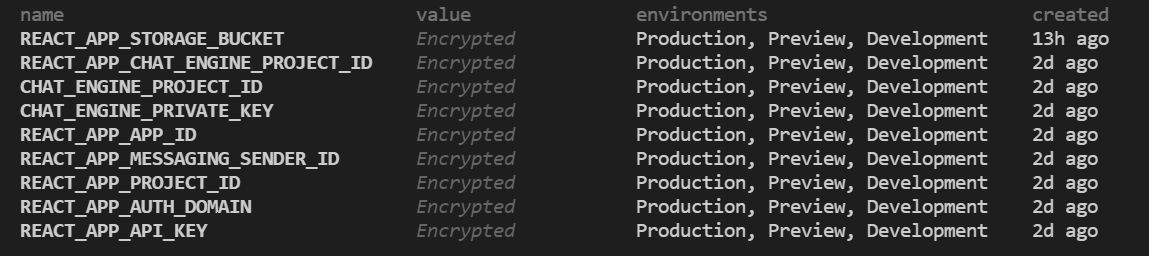 name value environments created
REACT_APP_STORAGE_BUCKET Encrypted Production, Preview, Development 13h ago
REACT_APP_CHAT_ENGINE_PROJECT_ID Encrypted Production, Preview, Development 2d ago
CHAT_ENGINE_PROJECT_ID Encrypted Production, Preview, Development 2d ago
CHAT_ENGINE_PRIVATE_KEY Encrypted Production, Preview, Development 2d ago
REACT_APP_APP_ID Encrypted Production, Preview, Development 2d ago
REACT_APP_MESSAGING_SENDER_ID Encrypted Production, Preview, Development 2d ago
REACT_APP_PROJECT_ID Encrypted Production, Preview, Development 2d ago
REACT_APP_AUTH_DOMAIN Encrypted Production, Preview, Development 2d ago
REACT_APP_API_KEY Encrypted Production, Preview, Development 2d ago